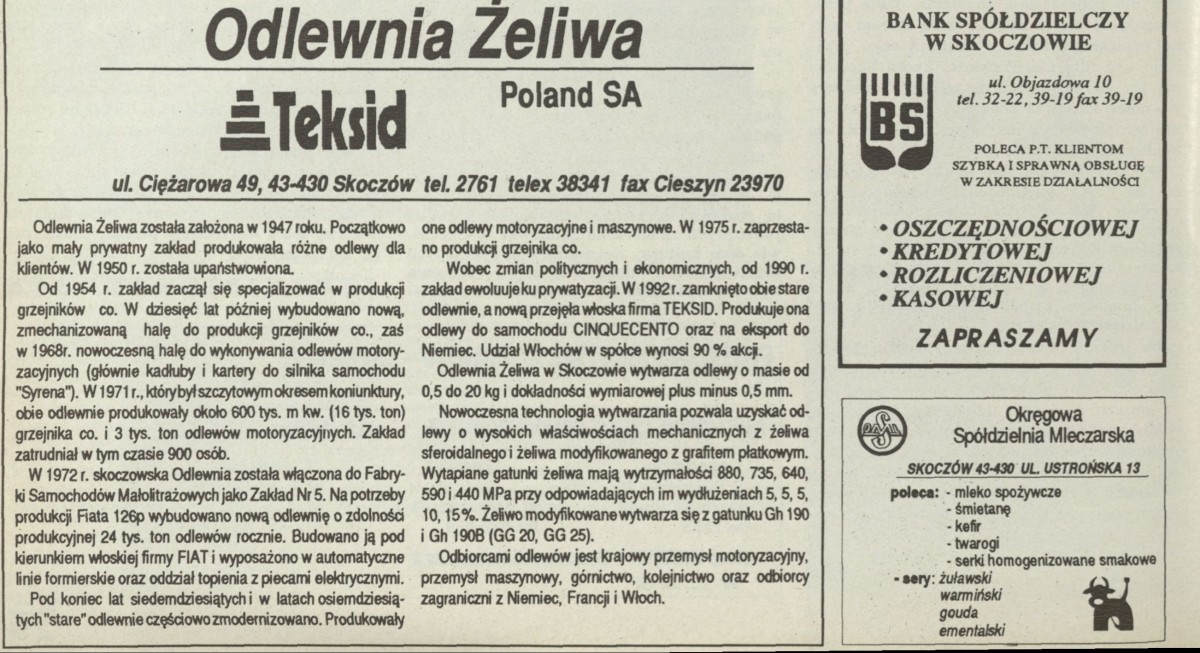 Odlewnia Żeliwa
Teksid
Poland SA
ul. Ciężarowa 49, 43-430 Skoczów tel. 2761 telex 38341 fax Cieszyn 23970
Odlewnia Żeliwa została założona w 1947 roku. Początkowo
jako mały prywatny zakład produkowała różne odlewy dla
klientów. W 1950 r. została upaństwowiona.
Od 1954 r. zakład zaczął się specjalizować w produkcji
grzejników co. W dziesięć lat później wybudowano nową,
zmechanizowaną halę do produkcji grzejników co., zaś
w 1968r. nowoczesną halę do wykonywania odlewów motory-
zacyjnych (głównie kadłuby i kartery do silnika samochodu
"Syrena"). W 1971 r., który był szczytowym okresem koniunktury,
obie odlewnie produkowały około 600 tys. m kw. (16 tys. ton)
grzejnika co. i 3 tys. ton odlewów motoryzacyjnych. Zakład
zatrudniał w tym czasie 900 osób.
W 1972 r. skoczowska Odlewnia została włączona do Fabry-
ki Samochodów Małolitrażowych jako Zakład Nr 5. Na potrzeby
produkcji Fiata 126p wybudowano nową odlewnię o zdolności
produkcyjnej 24 tys. ton odlewów rocznie. Budowano ją pod
kierunkiem włoskiej firmy FIAT i wyposażono w automatyczne
linie formierskie oraz oddział topienia z piecami elektrycznymi.
Pod koniec lat siedemdziesiątych i w latach osiemdziesią-
tych "stare" odlewnie częściowo zmodernizowano. Produkowały
one odlewy motoryzacyjne i maszynowe. W 1975 r. zaprzesta-
no produkcji grzejnika co.
Wobec zmian politycznych i ekonomicznych, od 1990 r.
zakład ewoluuje ku prywatyzacji. W 1992 r. zamknięto obie stare
odlewnie, a nową przejęła włoska firma TEKSID. Produkuje ona
odlewy do samochodu CINQUECENTO oraz na eksport do
Niemiec. Udział Włochów w spółce wynosi 90 % akcji.
Odlewnia Żeliwa w Skoczowie wytwarza odlewy o masie od
0,5 do 20 kg i dokładności wymiarowej plus minus 0,5 mm.
Nowoczesna technologia wytwarzania pozwala uzyskać od-
lewy o wysokich właściwościach mechanicznych z żeliwa
sferoidalnego i żeliwa modyfikowanego z grafitem płatkowym.
Wytapiane gatunki żeliwa mają wytrzymałości 880, 735, 640,
590 i 440 MPa przy odpowiadających im wydłużeniach 5, 5, 5,
10, 15%. Żeliwo modyfikowane wytwarza się z gatunku Gh 190
i Gh 190B (GG 20, GG 25).
Odbiorcami odlewów jest krajowy przemysł motoryzacyjny,
przemysł maszynowy, górnictwo, kolejnictwo oraz odbiorcy
zagraniczni z Niemiec, Francji i Włoch.
BANK SPÓŁDZIELCZY
W SKOCZOWIE
BS
ul. Objazdowa 10
tel. 32-22, 39-19 fax 39-19
POLECA P.T. KLIENTOM
SZYBKĄ I SPRAWNĄ OBSŁUGĘ
W ZAKRESIE DZIAŁALNOŚCI
• OSZCZĘDNOŚCIOWEJ
• KREDYTOWEJ
• ROZLICZENIOWEJ
• KASOWEJ
ZAPRASZAMY
Okręgowa
Spółdzielnia Mleczarska
SKOCZÓW 43-430 UL. USTROŃSKA 13
poleca: - mleko spożywcze
- śmietanę
- kefir
- twarogi
- serki homogenizowane smakowe
- sery: żuławski
warmiński
gouda
ementalski